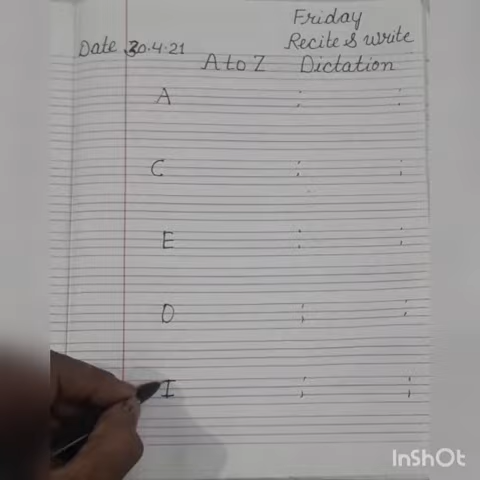 Friday
Date 30.4.21 Recite & write
A to Z Dictation
A : :
C : :
E : :
D : :
I : :
InShOt